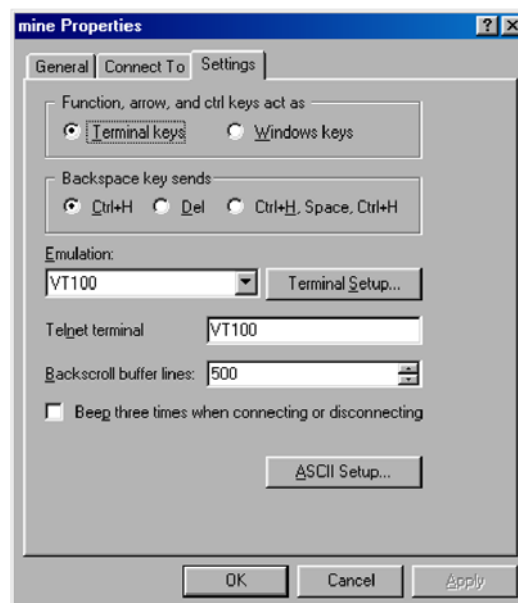 mine Properties
General Connect To Settings
Function, arrow, and ctrl keys act as
Terminal keys Windows keys
Backspace key sends
Ctrl+H Del Ctrl+H, Space, Ctrl+H
Emulation:
VT100 Terminal Setup...
Telnet terminal VT100
Backscroll buffer lines: 500
Beep three times when connecting or disconnecting
ASCII Setup...
OK Cancel Apply